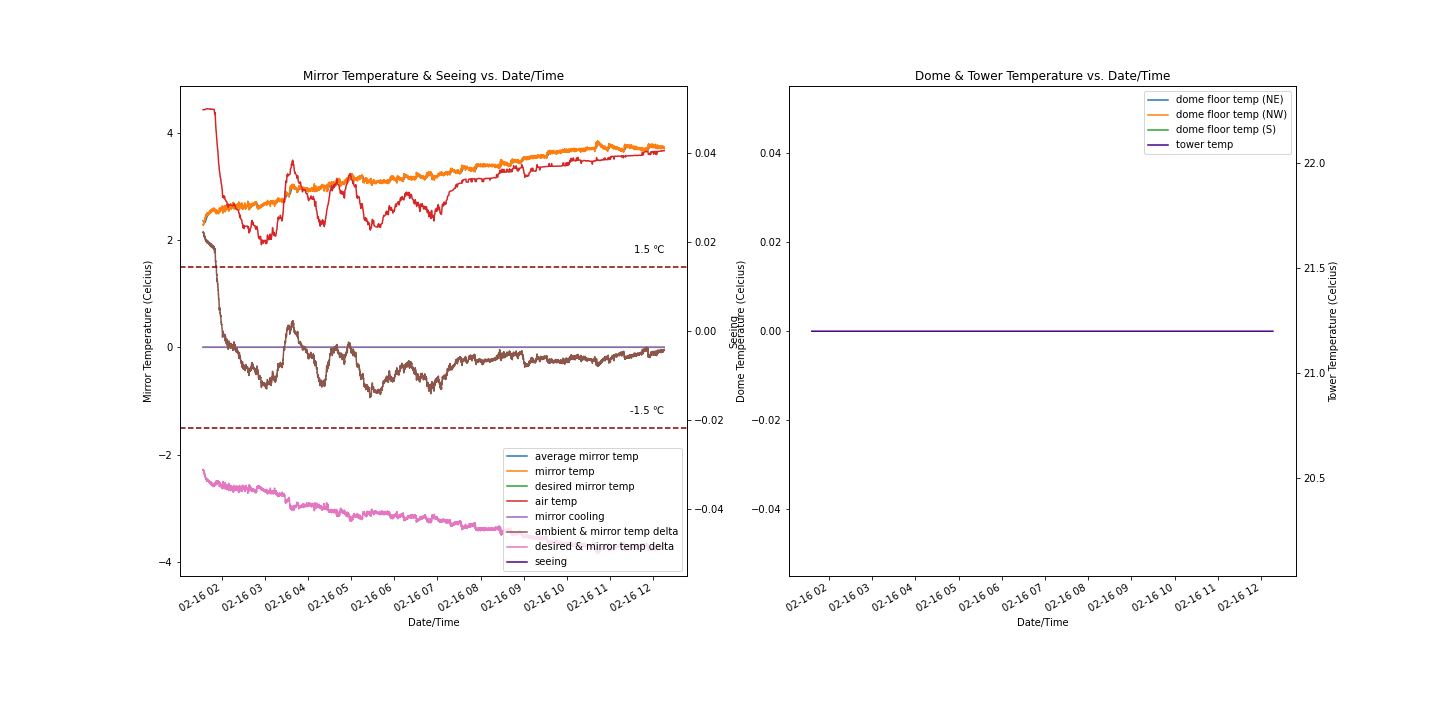 Mirror Temperature & Seeing vs. Date/Time
Mirror Temperature (Celcius)
4
2
0
−2
−4
1.5 °C
-1.5 °C
average mirror temp
mirror temp
desired mirror temp
air temp
mirror cooling
ambient & mirror temp delta
desired & mirror temp delta
seeing
02-16 02
02-16 03
02-16 04
02-16 05
02-16 06
02-16 07
02-16 08
02-16 09
02-16 10
02-16 11
02-16 12
Date/Time
0.04
0.02
0.00
−0.02
−0.04
Seeing
Dome & Tower Temperature vs. Date/Time
Dome Temperature (Celcius)
0.04
0.02
0.00
−0.02
−0.04
dome floor temp (NE)
dome floor temp (NW)
dome floor temp (S)
tower temp
02-16 02
02-16 03
02-16 04
02-16 05
02-16 06
02-16 07
02-16 08
02-16 09
02-16 10
02-16 11
02-16 12
Date/Time
22.0
21.5
21.0
20.5
Tower Temperature (Celcius)